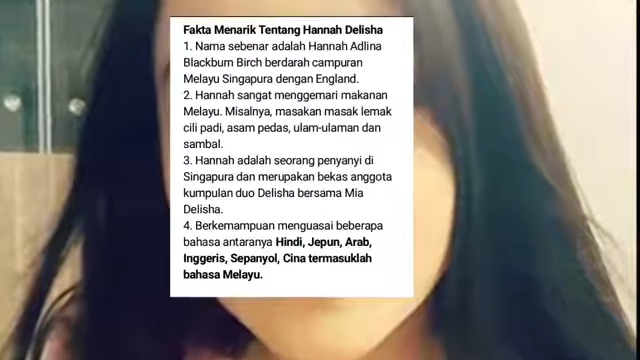 Fakta Menarik Tentang Hannah Delisha
1. Nama sebenar adalah Hannah Adlina
Blackburn Birch berdarah campuran
Melayu Singapura dengan England.
2. Hannah sangat menggemari makanan
Melayu. Misalnya, masakan masak lemak
cili padi, asam pedas, ulam-ulaman dan
sambal.
3. Hannah adalah seorang penyanyi di
Singapura dan merupakan bekas anggota
kumpulan duo Delisha bersama Mia
Delisha.
4. Berkemampuan menguasai beberapa
bahasa antaranya Hindi, Jepun, Arab,
Inggeris, Sepanyol, Cina termasuklah
bahasa Melayu.